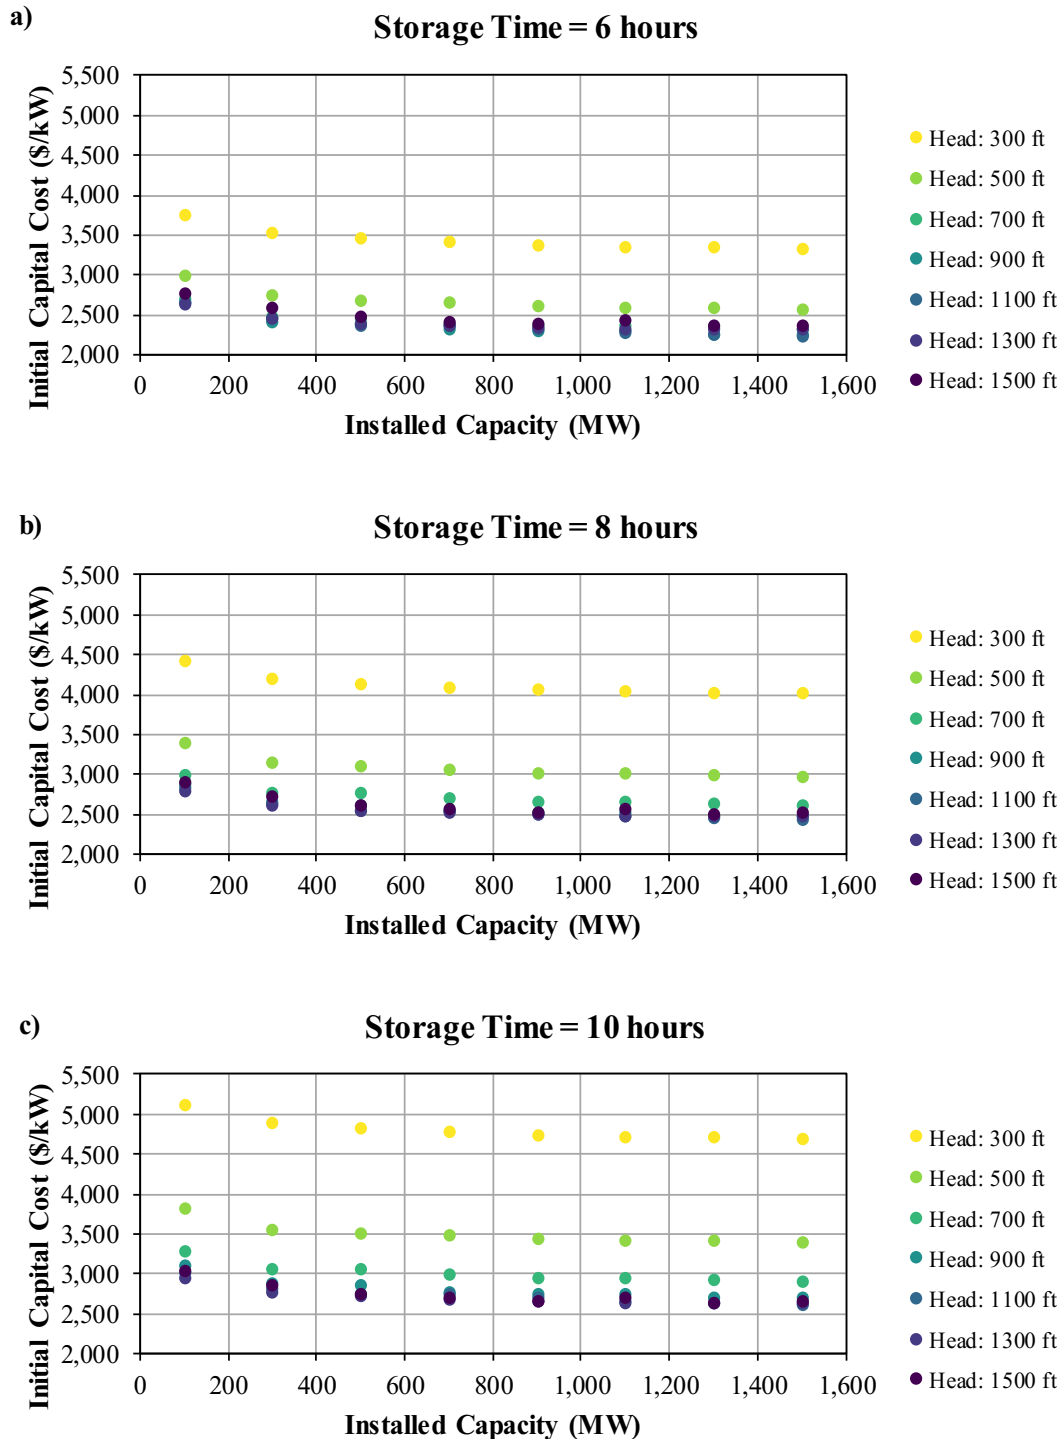 a)
Storage Time = 6 hours
Initial Capital Cost ($/kW)
5,500
5,000
4,500
4,000
3,500
3,000
2,500
2,000
0 200 400 600 800 1,000 1,200 1,400 1,600
Installed Capacity (MW)
Head: 300 ft
Head: 500 ft
Head: 700 ft
Head: 900 ft
Head: 1100 ft
Head: 1300 ft
Head: 1500 ft
b)
Storage Time = 8 hours
Initial Capital Cost ($/kW)
5,500
5,000
4,500
4,000
3,500
3,000
2,500
2,000
0 200 400 600 800 1,000 1,200 1,400 1,600
Installed Capacity (MW)
Head: 300 ft
Head: 500 ft
Head: 700 ft
Head: 900 ft
Head: 1100 ft
Head: 1300 ft
Head: 1500 ft
c)
Storage Time = 10 hours
Initial Capital Cost ($/kW)
5,500
5,000
4,500
4,000
3,500
3,000
2,500
2,000
0 200 400 600 800 1,000 1,200 1,400 1,600
Installed Capacity (MW)
Head: 300 ft
Head: 500 ft
Head: 700 ft
Head: 900 ft
Head: 1100 ft
Head: 1300 ft
Head: 1500 ft